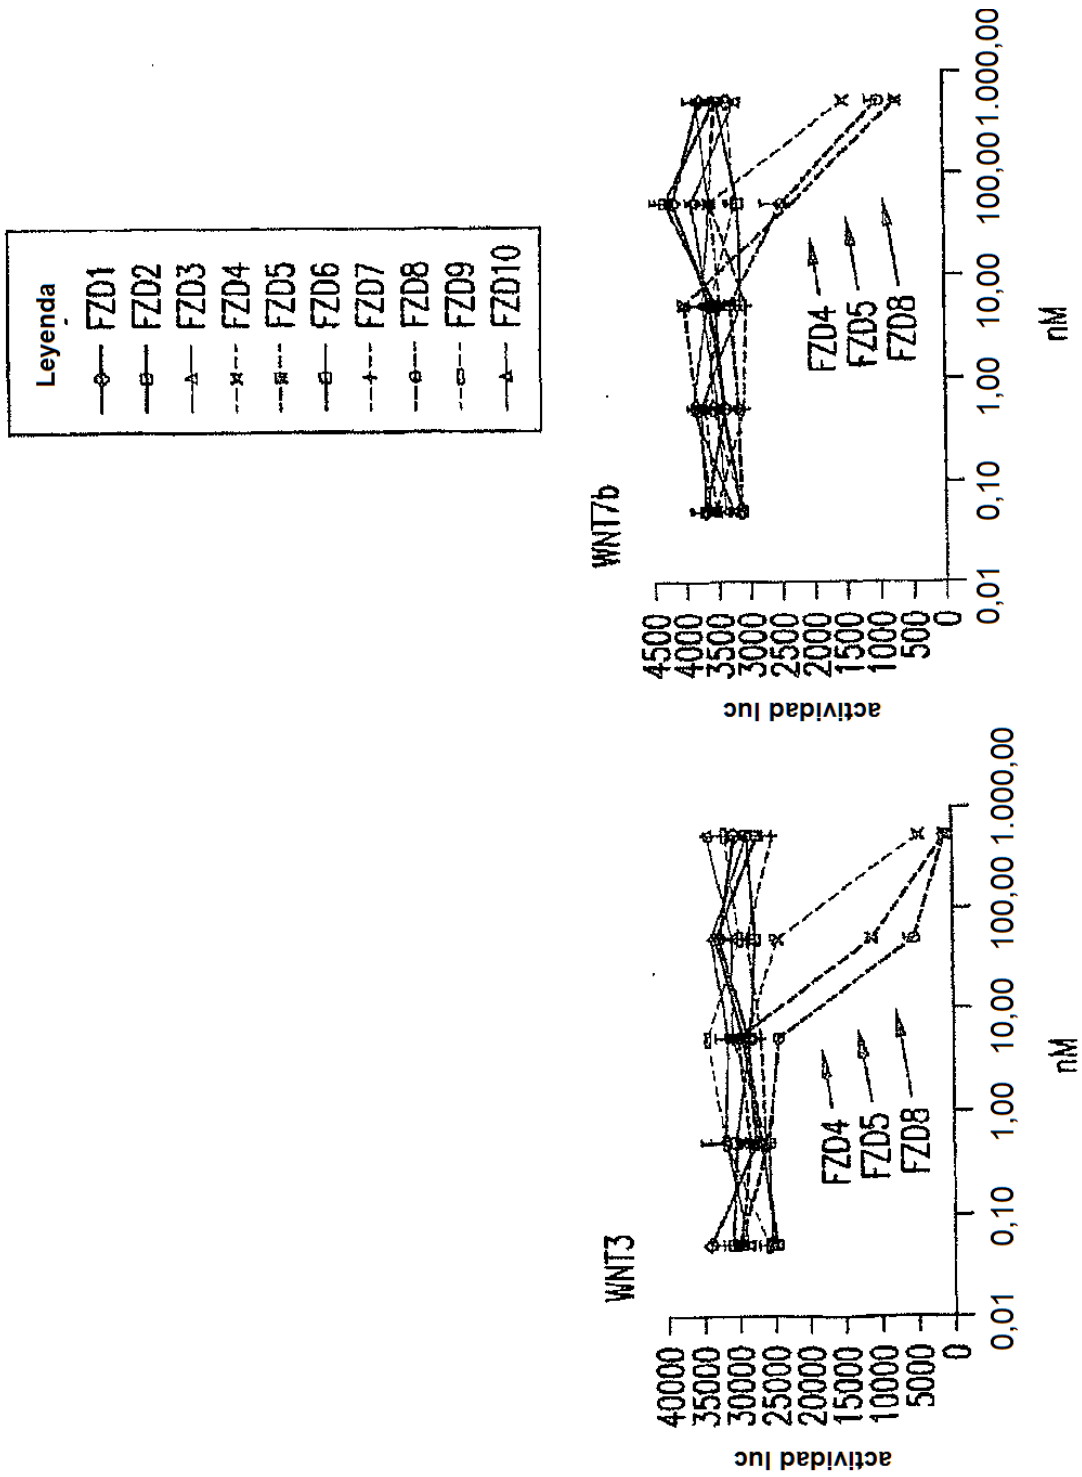 Leyenda
FZD1
FZD2
FZD3
FZD4
FZD5
FZD6
FZD7
FZD8
FZD9
FZD10
WNT3
actividad luc
40000
35000
30000
25000
20000
15000
10000
5000
0
0,01
0,10
1,00
10,00
100,00
1.000,00
nM
FZD4
FZD5
FZD8
WNT7b
actividad luc
4500
4000
3500
3000
2500
2000
1500
1000
500
0
0,01
0,10
1,00
10,00
100,00
1.000,00
nM
FZD4
FZD5
FZD8